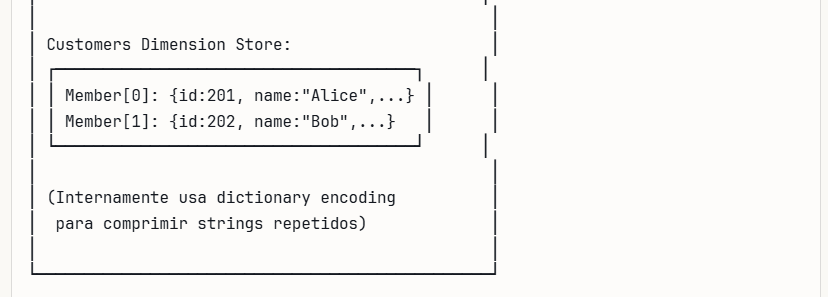 Customers Dimension Store:
Member[0]: {id:201, name:"Alice",...}
Member[1]: {id:202, name:"Bob",...}
(Internamente usa dictionary encoding
para comprimir strings repetidos)